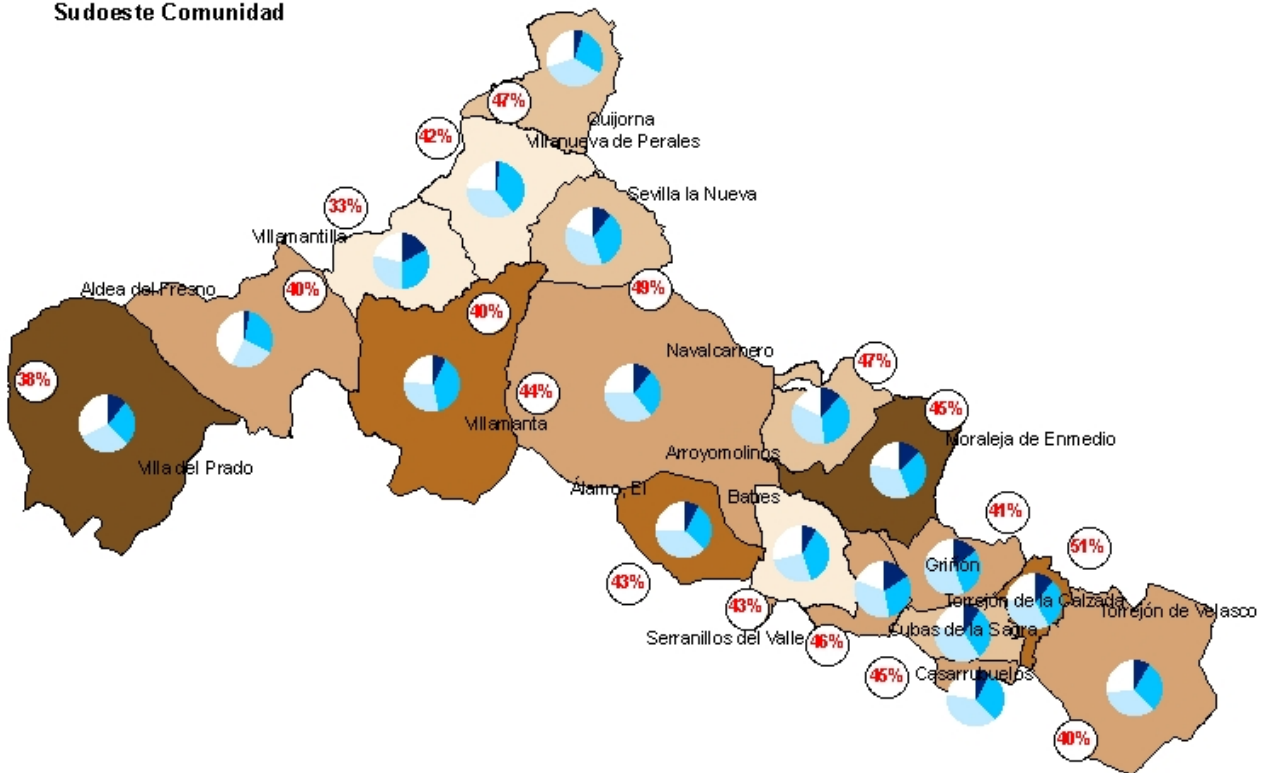 Sudoeste Comunidad
47%
Quijorna
42%
Villanueva de Perales
Sevilla la Nueva
33%
Villamantilla
Aldea del Fresno
40%
40%
49%
Navalcarnero
47%
38%
44%
45%
Villamanta
Moraleja de Enmedio
Arroyomolinos
Villa del Prado
Álamo, El
Batres
41%
51%
Griñón
43%
43%
Torrejón de la Calzada
Torrejón de Velasco
Serranillos del Valle
46%
Cubas de la Sagra
45%
Casarrubuelos
40%